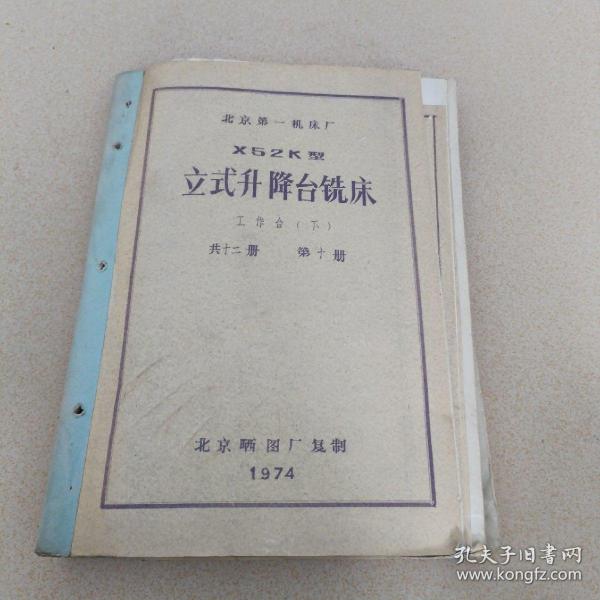 北京第一机床厂
X52K型
立式升降台铣床
工作台(下)
共十二册 第十册
北京晒图厂复制
1974
孔夫子旧书网
www.kongfz.com